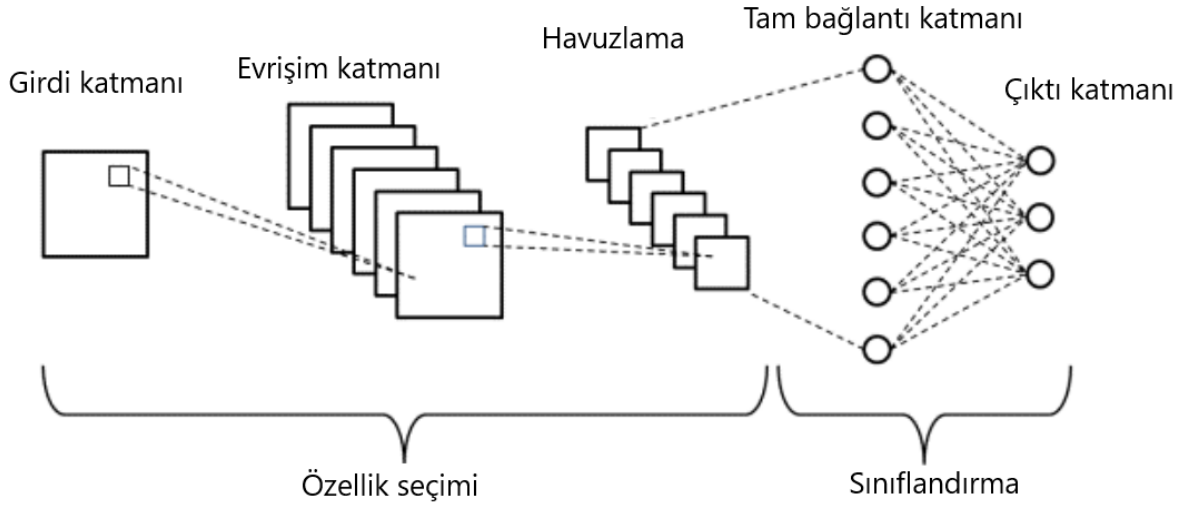 Girdi katmanı
Evrişim katmanı
Havuzlama
Tam bağlantı katmanı
Çıktı katmanı
Özellik seçimi
Sınıflandırma